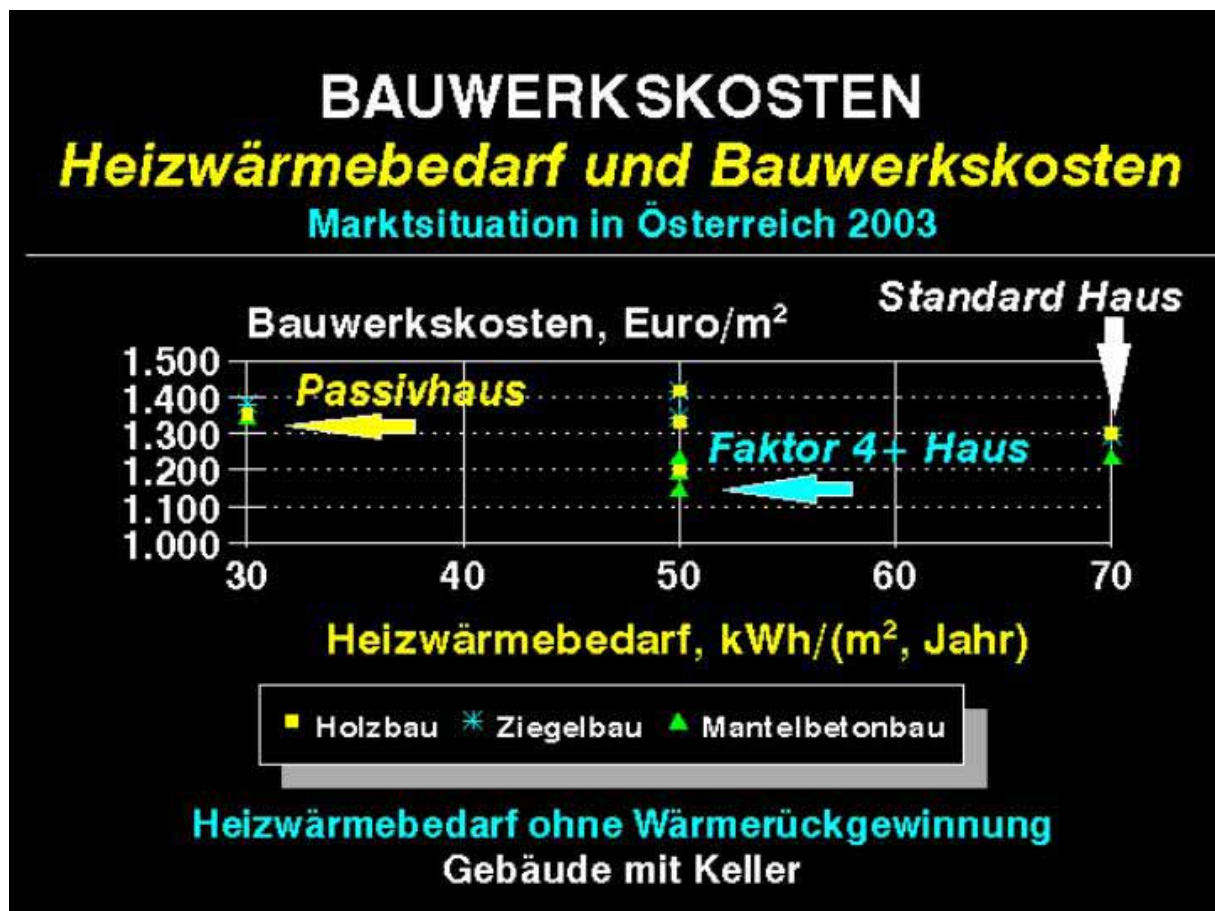 BAUWERKSKOSTEN
Heizwärmebedarf und Bauwerkskosten
Marktsituation in Österreich 2003
Standard Haus
Bauwerkskosten, Euro/m²
1.500
1.400
1.300
1.200
1.100
1.000
Passivhaus
Faktor 4+ Haus
30 40 50 60 70
Heizwärmebedarf, kWh/(m², Jahr)
Holzbau Ziegelbau Mantelbetonbau
Heizwärmebedarf ohne Wärmerückgewinnung
Gebäude mit Keller